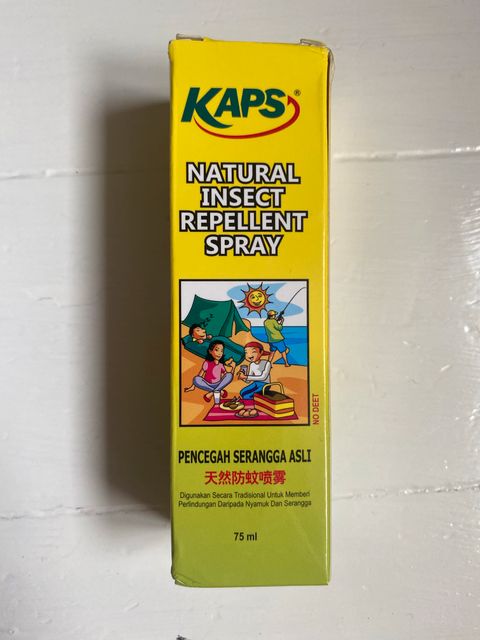 KAPS®
NATURAL
INSECT
REPELLENT
SPRAY
NO DEET
PENCEGAH SERANGGA ASLI
天然防蚊喷雾
Digunakan Secara Tradisional Untuk Memberi
Perlindungan Daripada Nyamuk Dan Serangga
75 ml